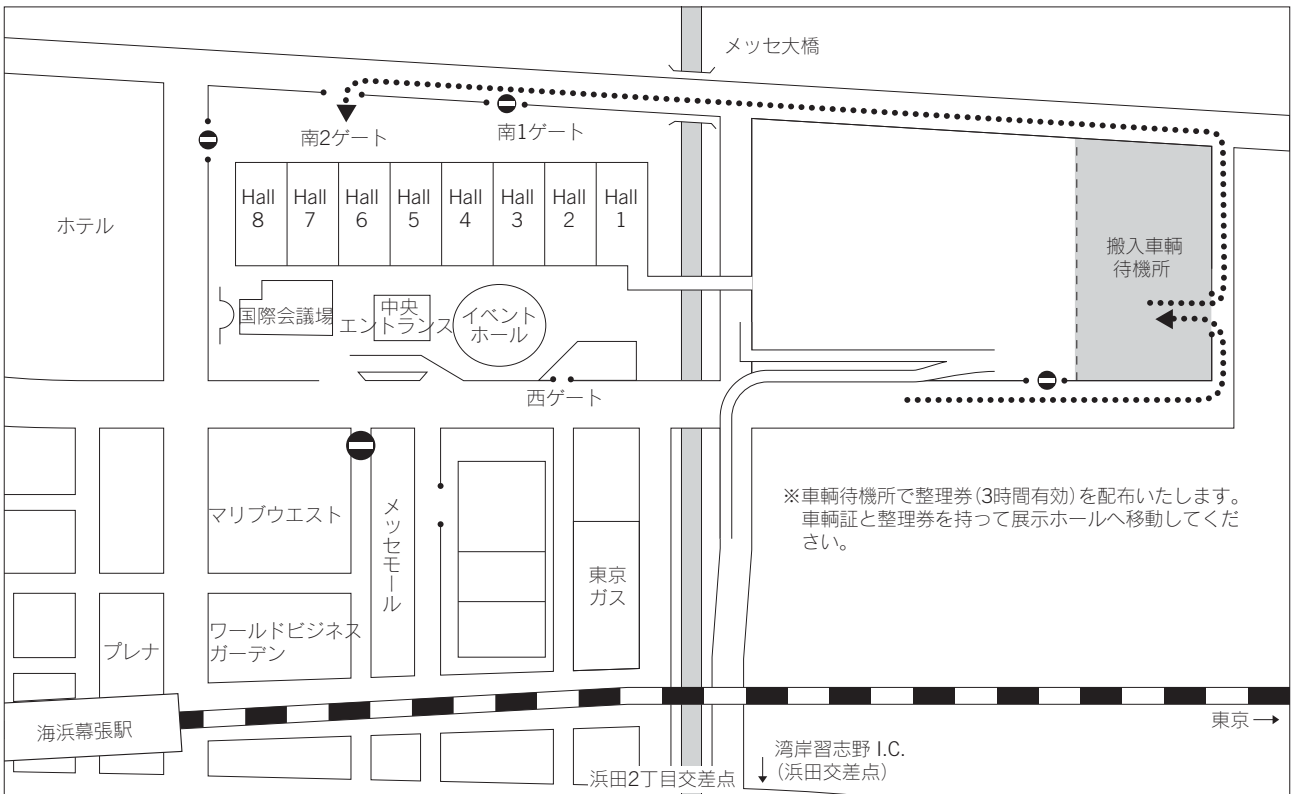 メッセ大橋
南2ゲート
南1ゲート
ホテル
Hall
8
Hall
7
Hall
6
Hall
5
Hall
4
Hall
3
Hall
2
Hall
1
搬入車輌
待機所
国際会議場
中央
エントランス
イベント
ホール
西ゲート
マリブウエスト
メッセモール
※車輌待機所で整理券(3時間有効)を配布いたします。
車輌証と整理券を持って展示ホールへ移動してくだ
さい。
東京
ガス
プレナ
ワールドビジネス
ガーデン
海浜幕張駅
東京→
浜田2丁目交差点
↓
湾岸習志野 I.C.
(浜田交差点)